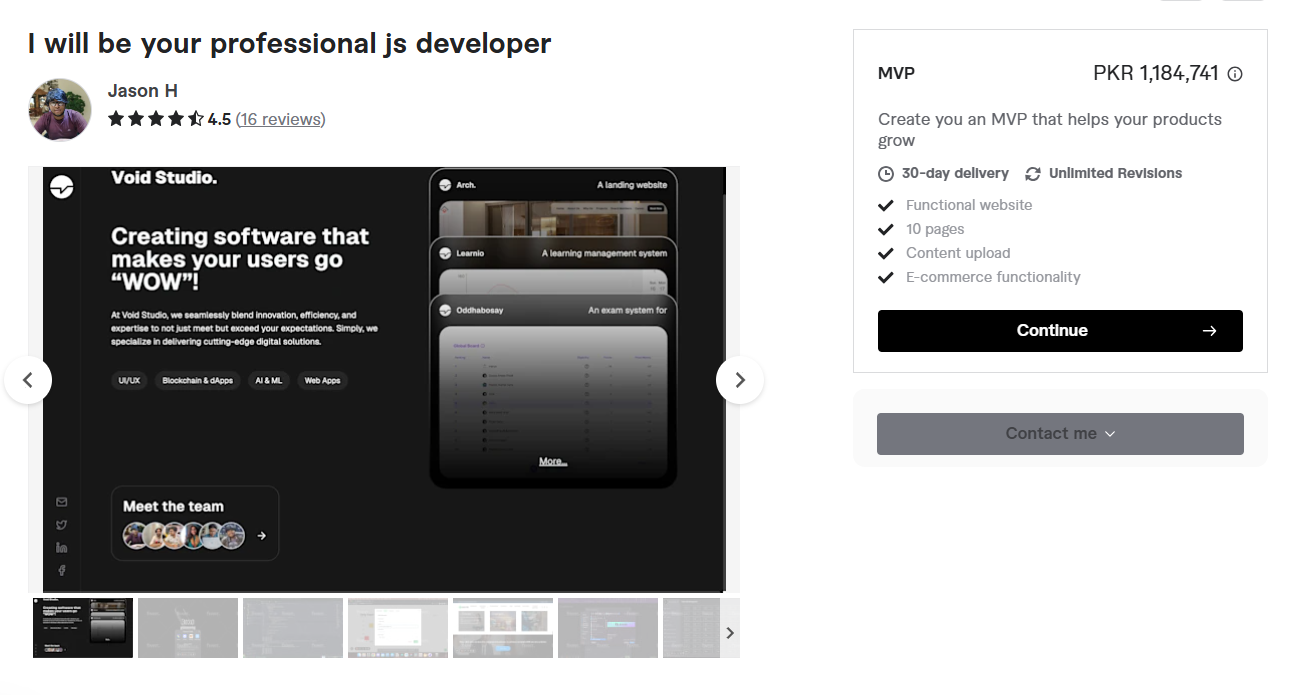 I will be your professional js developer
Jason H
4.5 (16 reviews)
MVP
PKR 1,184,741
Create you an MVP that helps your products
grow
30-day delery
Unlimited Revisions
Functional website
10 pages
Content upload
E-commerce functionality
Continue
Contact me
Void Studio.
Creating software that
makes your users go
“WOW”!
At Void Studio, we seamlessly blend innovation, efficiency, and
expertise to not just meet but exceed your expectations. Simply, we
specialize in delivering cutting-edge digital solutions.
UI/UX
Blockchain & dApps
AI & ML
Web Apps
Meet the team
Arch.
A landing website
Learnio
A learning management system
Oddhabosay
An exam system for
More...